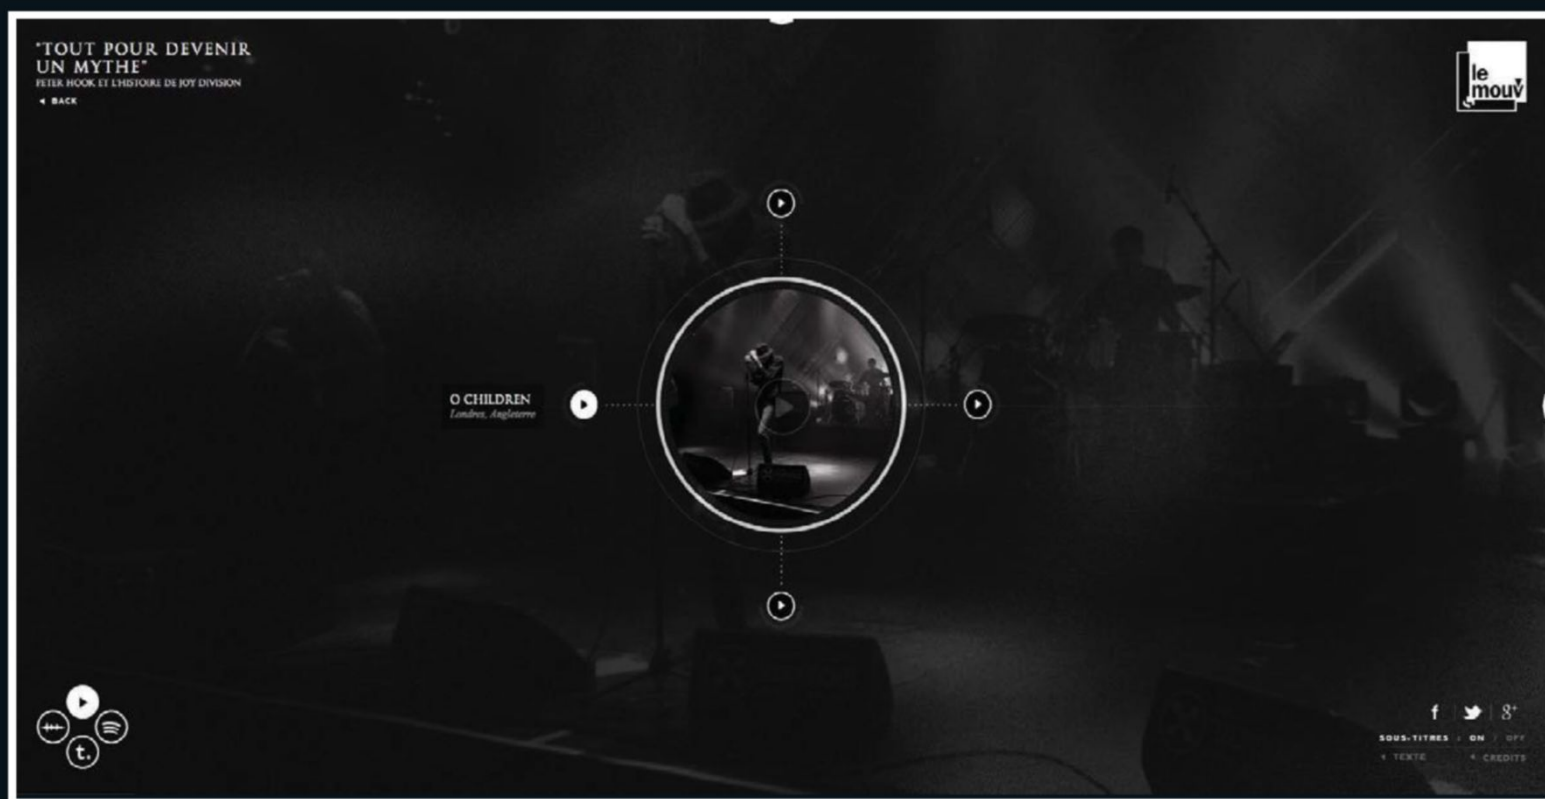 "TOUT POUR DEVENIR
UN MYTHE"
PETER HOOK ET L'HISTOIRE DE JOY DIVISION
BACK
le
mouv
O CHILDREN
Londres, Angleterre
t.
f
8+
SOUS-TITRES ON OFF
TEXTE CREDITS